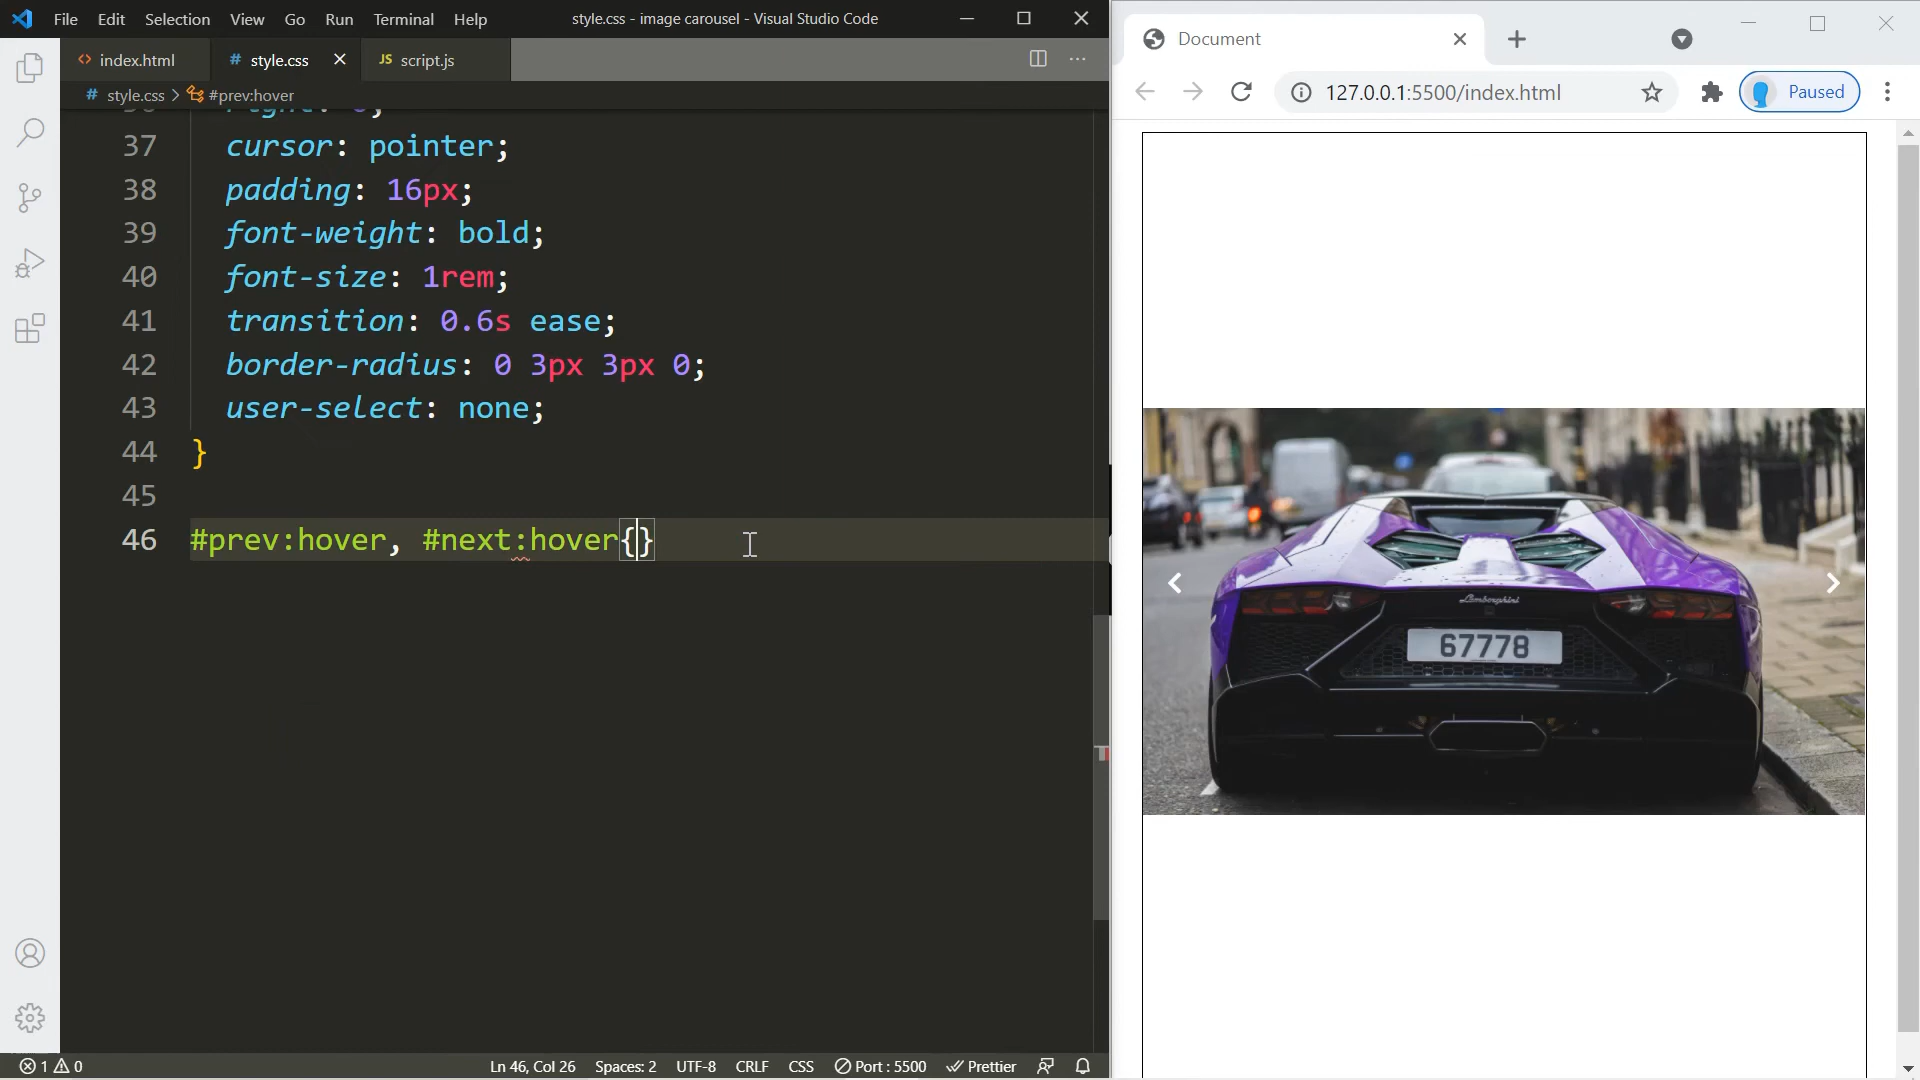 File Edit Selection View Go Run Terminal Help
style.css - image carousel - Visual Studio Code
index.html
# style.css
JS script.js
# style.css > #prev:hover
37 cursor: pointer;
38 padding: 16px;
39 font-weight: bold;
40 font-size: 1rem;
41 transition: 0.6s ease;
42 border-radius: 0 3px 3px 0;
43 user-select: none;
44 }
45
46 #prev:hover, #next:hover{}
1 0
Ln 46, Col 26 Spaces: 2 UTF-8 CRLF CSS Port : 5500 Prettier
Document
127.0.0.1:5500/index.html
Paused
Lamborghini
67778